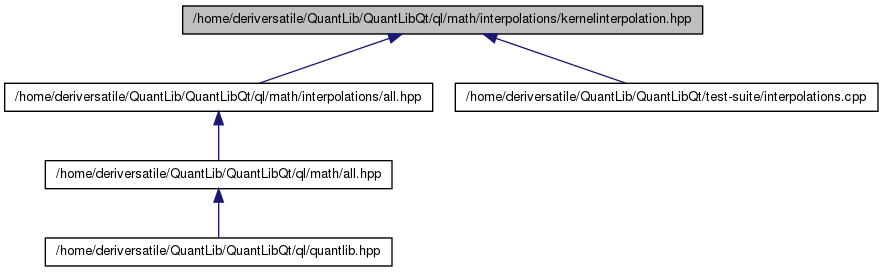 /home/deriversatile/QuantLib/QuantLibQt/ql/math/interpolations/kernelinterpolation.hpp
/home/deriversatile/QuantLib/QuantLibQt/ql/math/interpolations/all.hpp
/home/deriversatile/QuantLib/QuantLibQt/test-suite/interpolations.cpp
/home/deriversatile/QuantLib/QuantLibQt/ql/math/all.hpp
/home/deriversatile/QuantLib/QuantLibQt/ql/quantlib.hpp